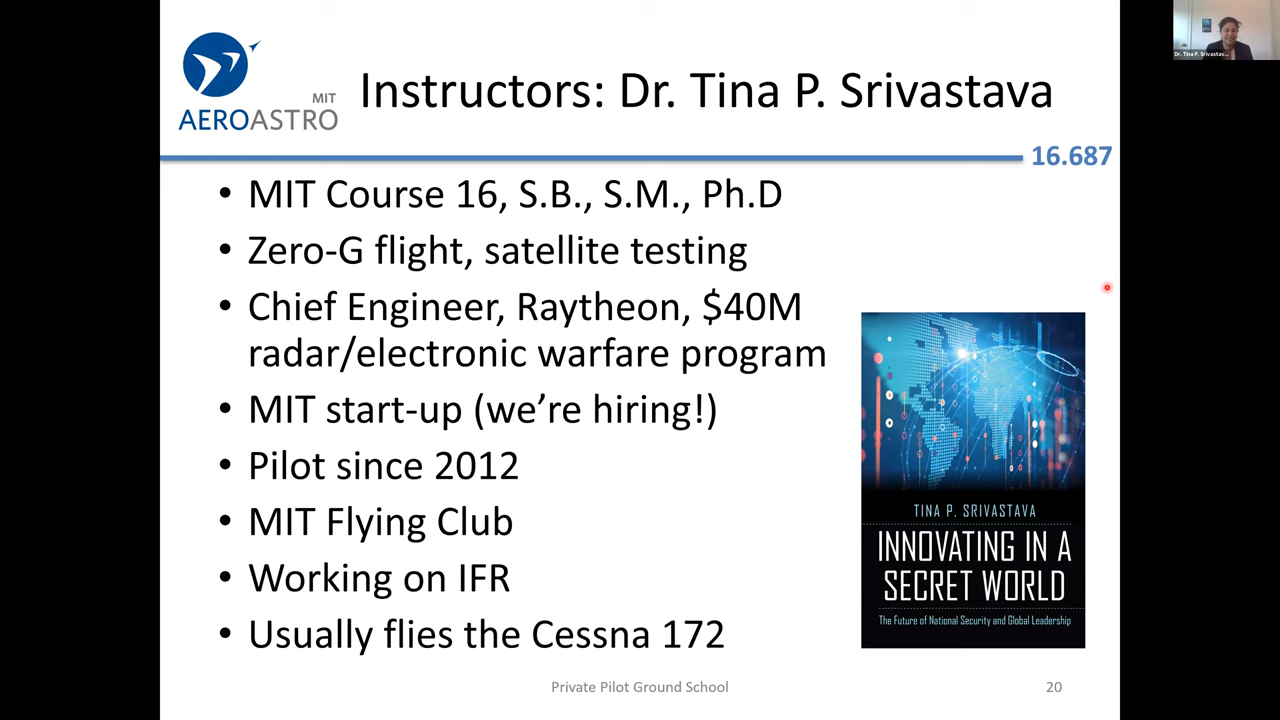 MIT
AEROASTRO
Instructors: Dr. Tina P. Srivastava
16.687
• MIT Course 16, S.B., S.M., Ph.D
• Zero-G flight, satellite testing
• Chief Engineer, Raytheon, $40M
radar/electronic warfare program
• MIT start-up (we're hiring!)
• Pilot since 2012
• MIT Flying Club
• Working on IFR
• Usually flies the Cessna 172
TINA P. SRIVASTAVA
INNOVATING IN A
SECRET WORLD
The Future of National Security and Global Leadership
Private Pilot Ground School
20
Dr. Tina P. Srivastav...